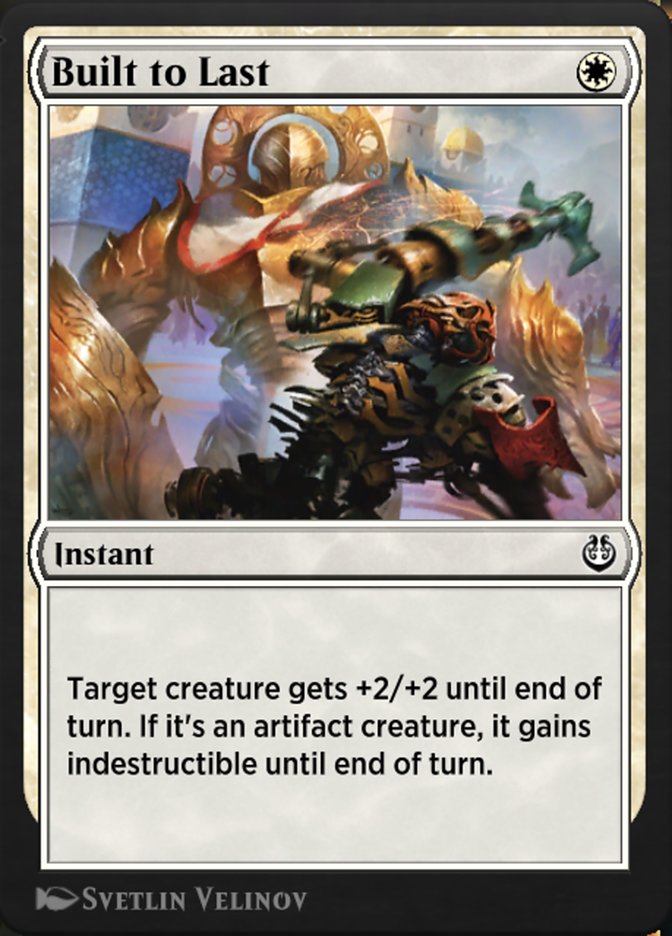 Built to Last
Instant
Target creature gets +2/+2 until end of
turn. If it's an artifact creature, it gains
indestructible until end of turn.
Svetlin Velinov